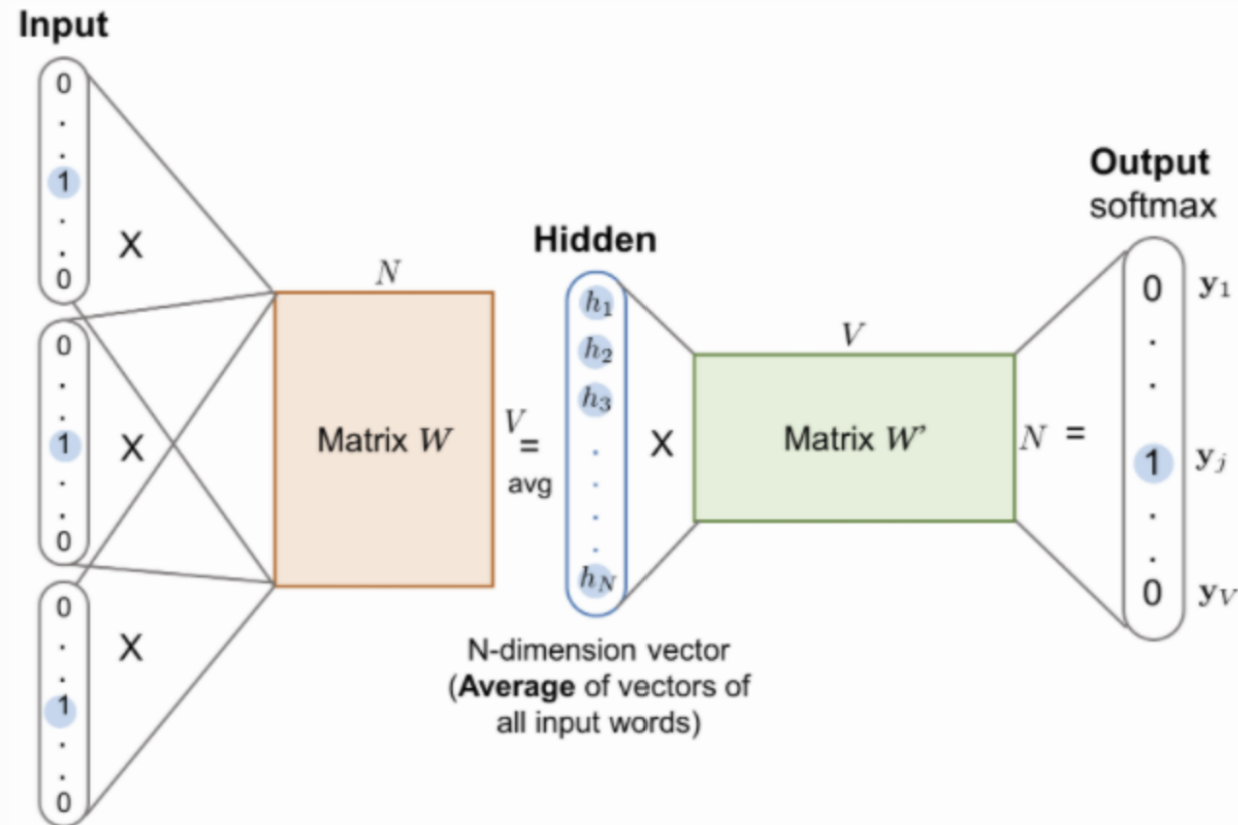 Input
0
.
.
1
.
.
0
X
0
.
.
1
.
.
0
X
0
.
.
1
.
.
0
X
N
Matrix W
V
=
avg
Hidden
h1
h2
h3
.
.
.
.
hN
N-dimension vector
(Average of vectors of
all input words)
X
V
Matrix W’
N =
Output
softmax
0 y1
.
.
1 yj
.
.
0 yV